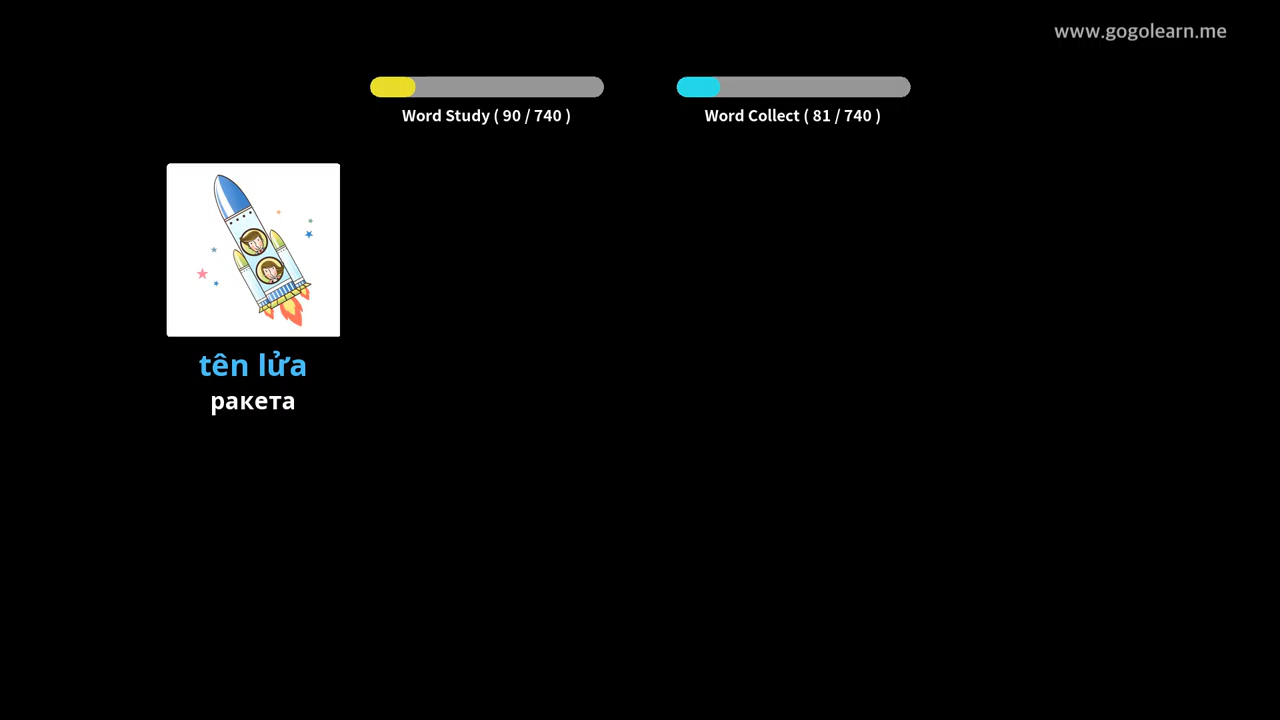 www.gogolearn.me
Word Study ( 90 / 740 )
Word Collect ( 81 / 740 )
tên lửa
ракета